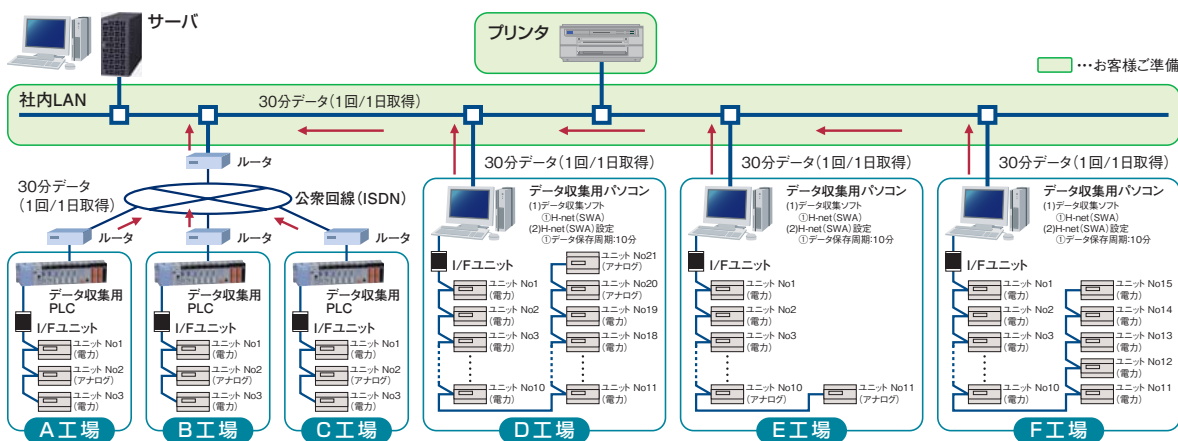 サーバ
プリンタ
…お客様ご準備
社内LAN
30分データ(1回/1日取得)
ルータ
30分データ
(1回/1日取得)
公衆回線(ISDN)
ルータ
ルータ
ルータ
データ収集用
PLC
I/Fユニット
ユニット No1
(電力)
ユニット No2
(アナログ)
ユニット No3
(電力)
A工場
データ収集用
PLC
I/Fユニット
ユニット No1
(電力)
ユニット No2
(アナログ)
ユニット No3
(電力)
B工場
データ収集用
PLC
I/Fユニット
ユニット No1
(電力)
ユニット No2
(アナログ)
ユニット No3
(電力)
C工場
30分データ(1回/1日取得)
データ収集用パソコン
(1)データ収集ソフト
①H-net(SWA)
(2)H-net(SWA)設定
①データ保存周期:10分
I/Fユニット
ユニット No1
(電力)
ユニット No2
(電力)
ユニット No3
(電力)
ユニット No10
(電力)
ユニット No21
(アナログ)
ユニット No20
(アナログ)
ユニット No19
(電力)
ユニット No18
(電力)
ユニット No11
(電力)
D工場
30分データ(1回/1日取得)
データ収集用パソコン
(1)データ収集ソフト
①H-net(SWA)
(2)H-net(SWA)設定
①データ保存周期:10分
I/Fユニット
ユニット No1
(電力)
ユニット No2
(電力)
ユニット No3
(電力)
ユニット No10
(アナログ)
ユニット No11
(アナログ)
E工場
30分データ(1回/1日取得)
データ収集用パソコン
(1)データ収集ソフト
①H-net(SWA)
(2)H-net(SWA)設定
①データ保存周期:10分
I/Fユニット
ユニット No1
(電力)
ユニット No2
(電力)
ユニット No3
(電力)
ユニット No10
(電力)
ユニット No15
(電力)
ユニット No14
(電力)
ユニット No13
(電力)
ユニット No12
(電力)
ユニット No11
(電力)
F工場